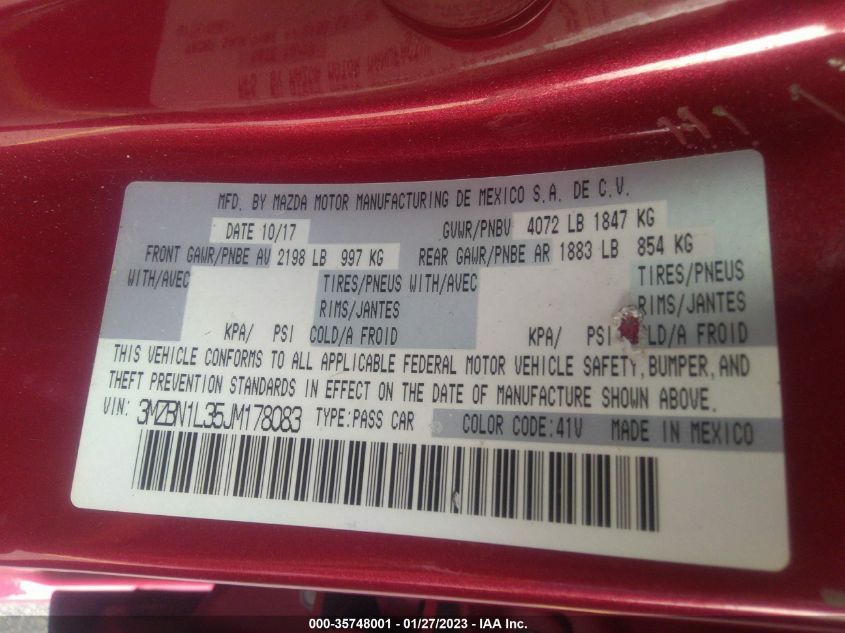 MFD. BY MAZDA MOTOR MANUFACTURING DE MEXICO S.A. DE C.V.
DATE 10/17 GVWR/PNBV 4072 LB 1847 KG
FRONT GAWR/PNBE AV 2198 LB 997 KG REAR GAWR/PNBE AR 1883 LB 854 KG
WITH/AVEC TIRES/PNEUS WITH/AVEC TIRES/PNEUS
RIMS/JANTES RIMS/JANTES
KPA/ PSI COLD/A FROID KPA/ PSI LD/A FROID
THIS VEHICLE CONFORMS TO ALL APPLICABLE FEDERAL MOTOR VEHICLE SAFETY, BUMPER, AND
THEFT PREVENTION STANDARDS IN EFFECT ON THE DATE OF MANUFACTURE SHOWN ABOVE.
VIN: 3MZBN1L35JM178083 TYPE:PASS CAR COLOR CODE:41V MADE IN MEXICO
000-35748001 - 01/27/2023 - IAA Inc.